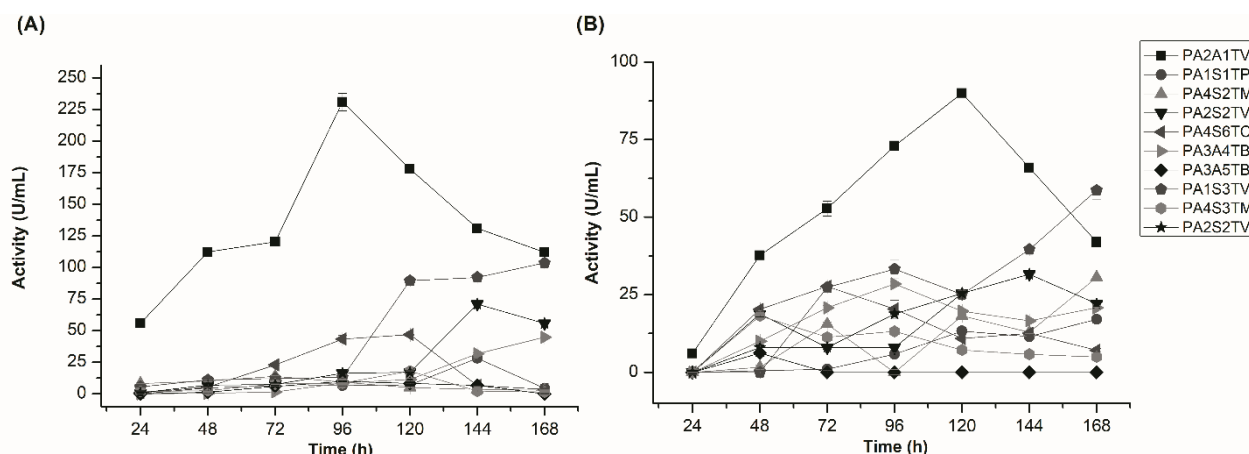 (A)
250
225
200
175
150
125
100
75
50
25
0
Activity (U/mL)
24 48 72 96 120 144 168
Time (h)
(B)
100
75
50
25
0
Activity (U/mL)
24 48 72 96 120 144 168
Time (h)
PA2A1TV
PA1S1TP
PA4S2TM
PA2S2TV
PA4S6TC
PA3A4TB
PA3A5TB
PA1S3TV
PA4S3TM
PA2S2TV